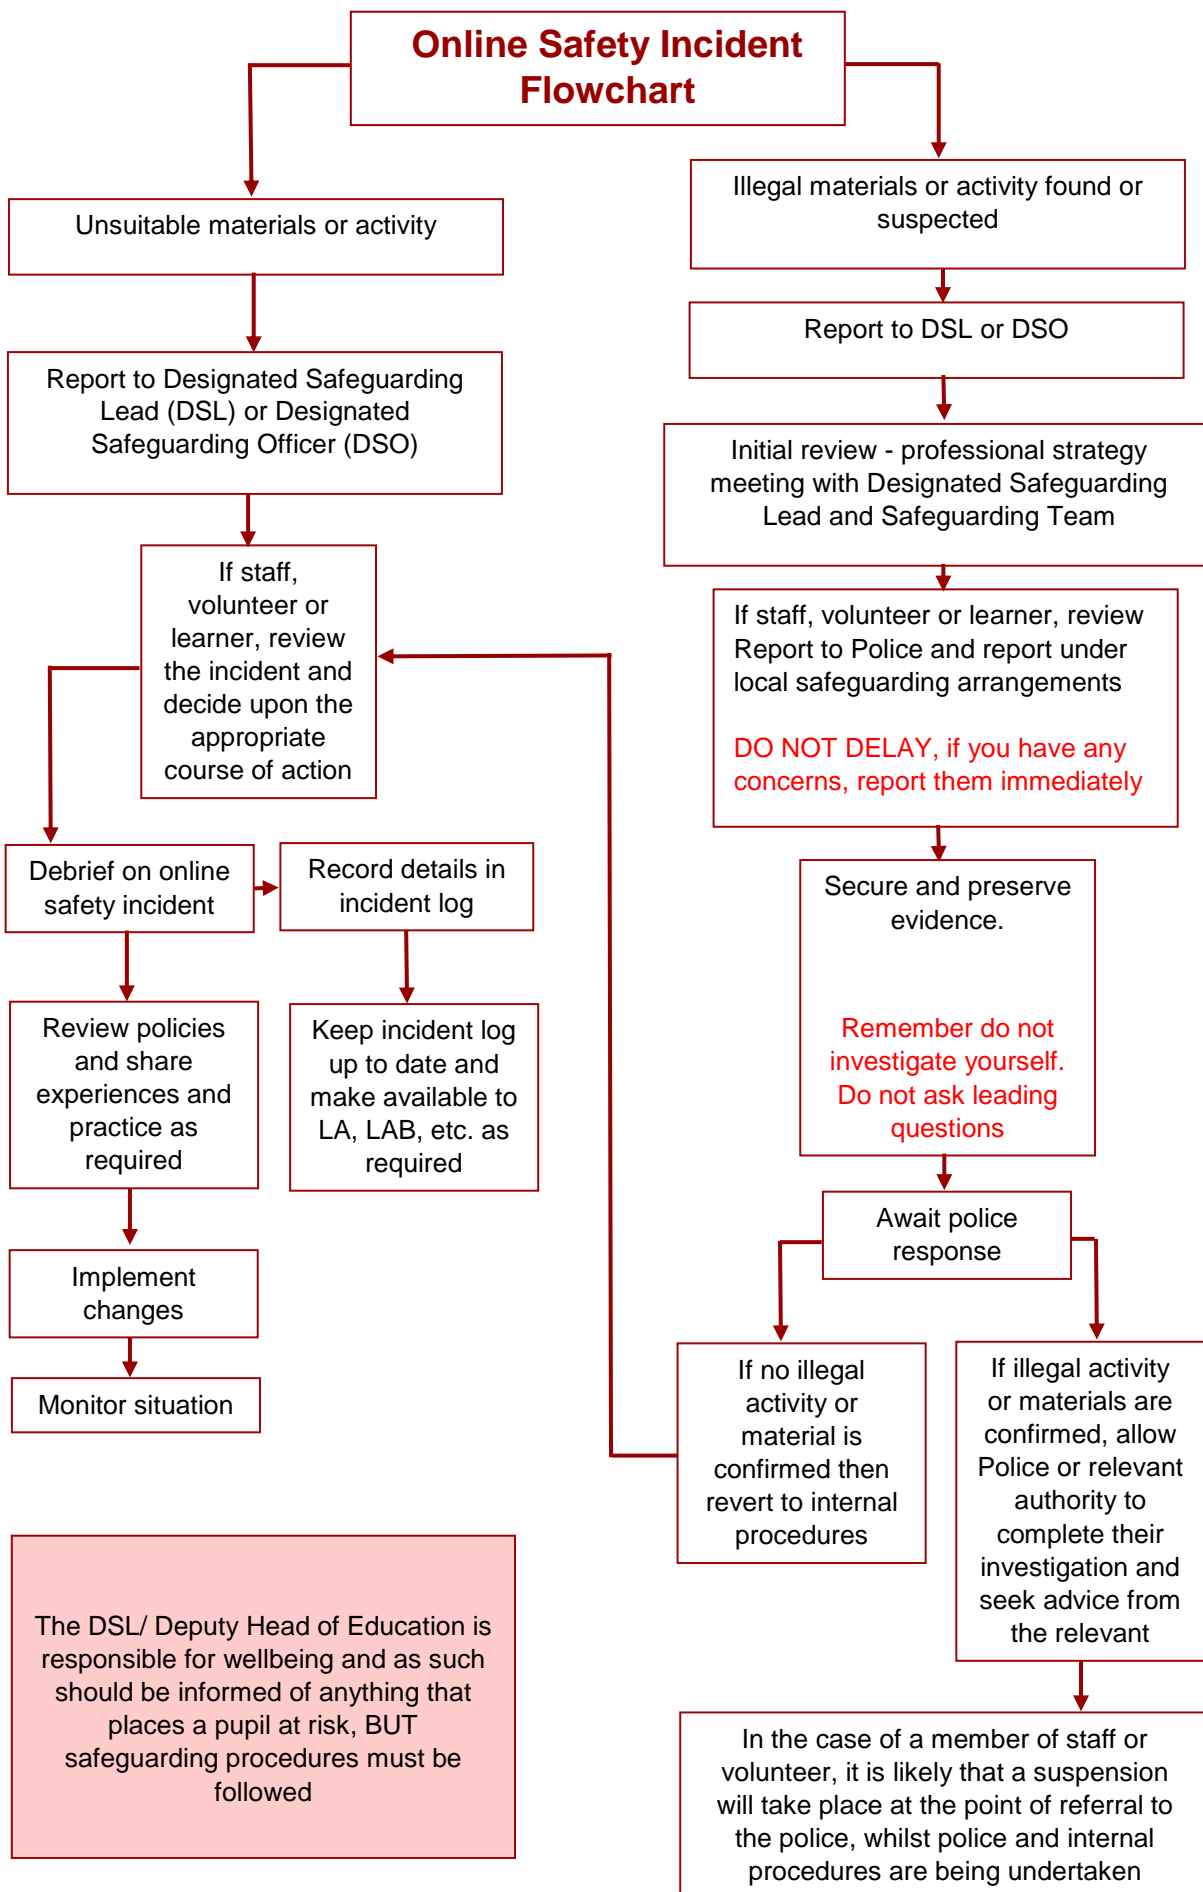 Online Safety Incident
Flowchart
Unsuitable materials or activity
Report to Designated Safeguarding
Lead (DSL) or Designated
Safeguarding Officer (DSO)
If staff,
volunteer or
learner, review
the incident and
decide upon the
appropriate
course of action
Debrief on online
safety incident
Record details in
incident log
Review policies
and share
experiences and
practice as
required
Keep incident log
up to date and
make available to
LA, LAB, etc. as
required
Implement
changes
Monitor situation
The DSL/ Deputy Head of Education is
responsible for wellbeing and as such
should be informed of anything that
places a pupil at risk, BUT
safeguarding procedures must be
followed
Illegal materials or activity found or
suspected
Report to DSL or DSO
Initial review - professional strategy
meeting with Designated Safeguarding
Lead and Safeguarding Team
If staff, volunteer or learner, review
Report to Police and report under
local safeguarding arrangements
DO NOT DELAY, if you have any
concerns, report them immediately
Secure and preserve
evidence.
Remember do not
investigate yourself.
Do not ask leading
questions
Await police
response
If no illegal
activity or
material is
confirmed then
revert to internal
procedures
If illegal activity
or materials are
confirmed, allow
Police or relevant
authority to
complete their
investigation and
seek advice from
the relevant
In the case of a member of staff or
volunteer, it is likely that a suspension
will take place at the point of referral to
the police, whilst police and internal
procedures are being undertaken